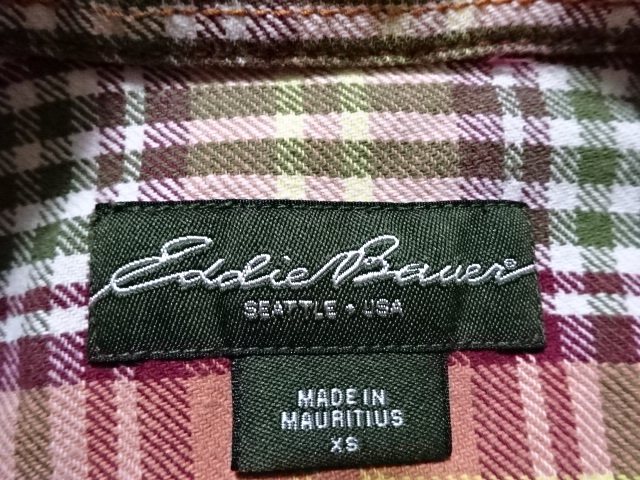 Eddie Bauer®
SEATTLE • USA
MADE IN
MAURITIUS
XS